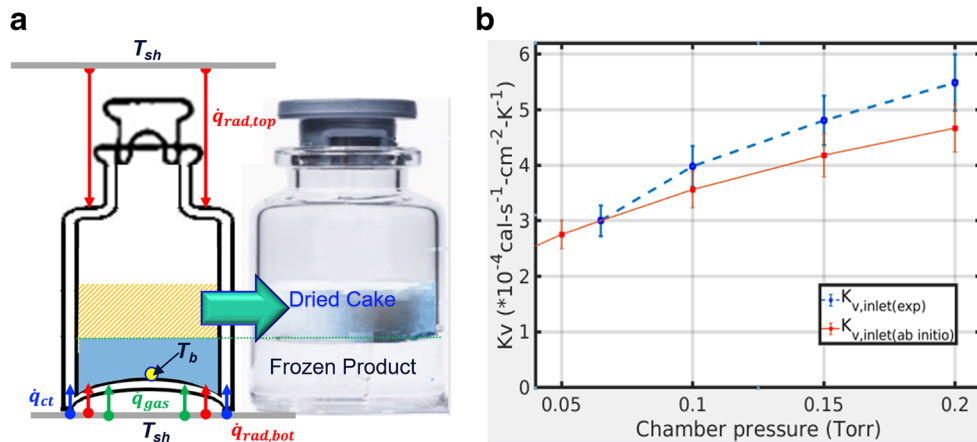 a
T_sh
q̇_rad,top
Dried Cake
Frozen Product
T_b
q̇_ct
q̇_gas
q̇_rad,bot
T_sh
b
Kv (*10⁻⁴cal-s⁻¹-cm⁻²-K⁻¹)
6
5
4
3
2
1
0
0.05
0.1
0.15
0.2
Chamber pressure (Torr)
K_v,inlet(exp)
K_v,inlet(ab initio)